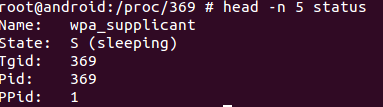 root@android:/proc/369 # head -n 5 status
Name:   wpa_supplicant
State:  S (sleeping)
Tgid:   369
Pid:    369
PPid:   1